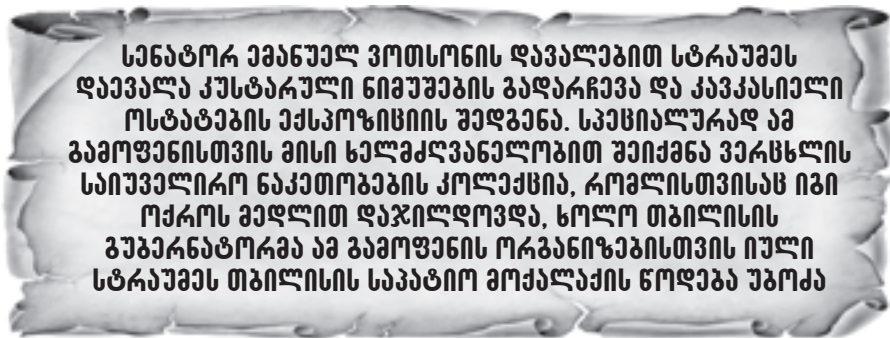 სენატორ ემანუელ ვოთსონის დავალებით სტრაუმეს
დაევალა კუსტარული ნიმუშების გადარჩევა და კავკასიელი
ოსტატების ექსპოზიციის შედგენა. სპეციალურად ამ
გამოფენისთვის მისი ხელმძღვანელობით შეიქმნა ვერცხლის
საიუველირო ნაკეთობების კოლექცია, რომლისთვისაც იგი
ოქროს მედლით დაჯილდოვდა, ხოლო თბილისის
გუბერნატორმა ამ გამოფენის ორგანიზებისთვის იული
სტრაუმეს თბილისის საპატიო მოქალაქის წოდება უბოძა